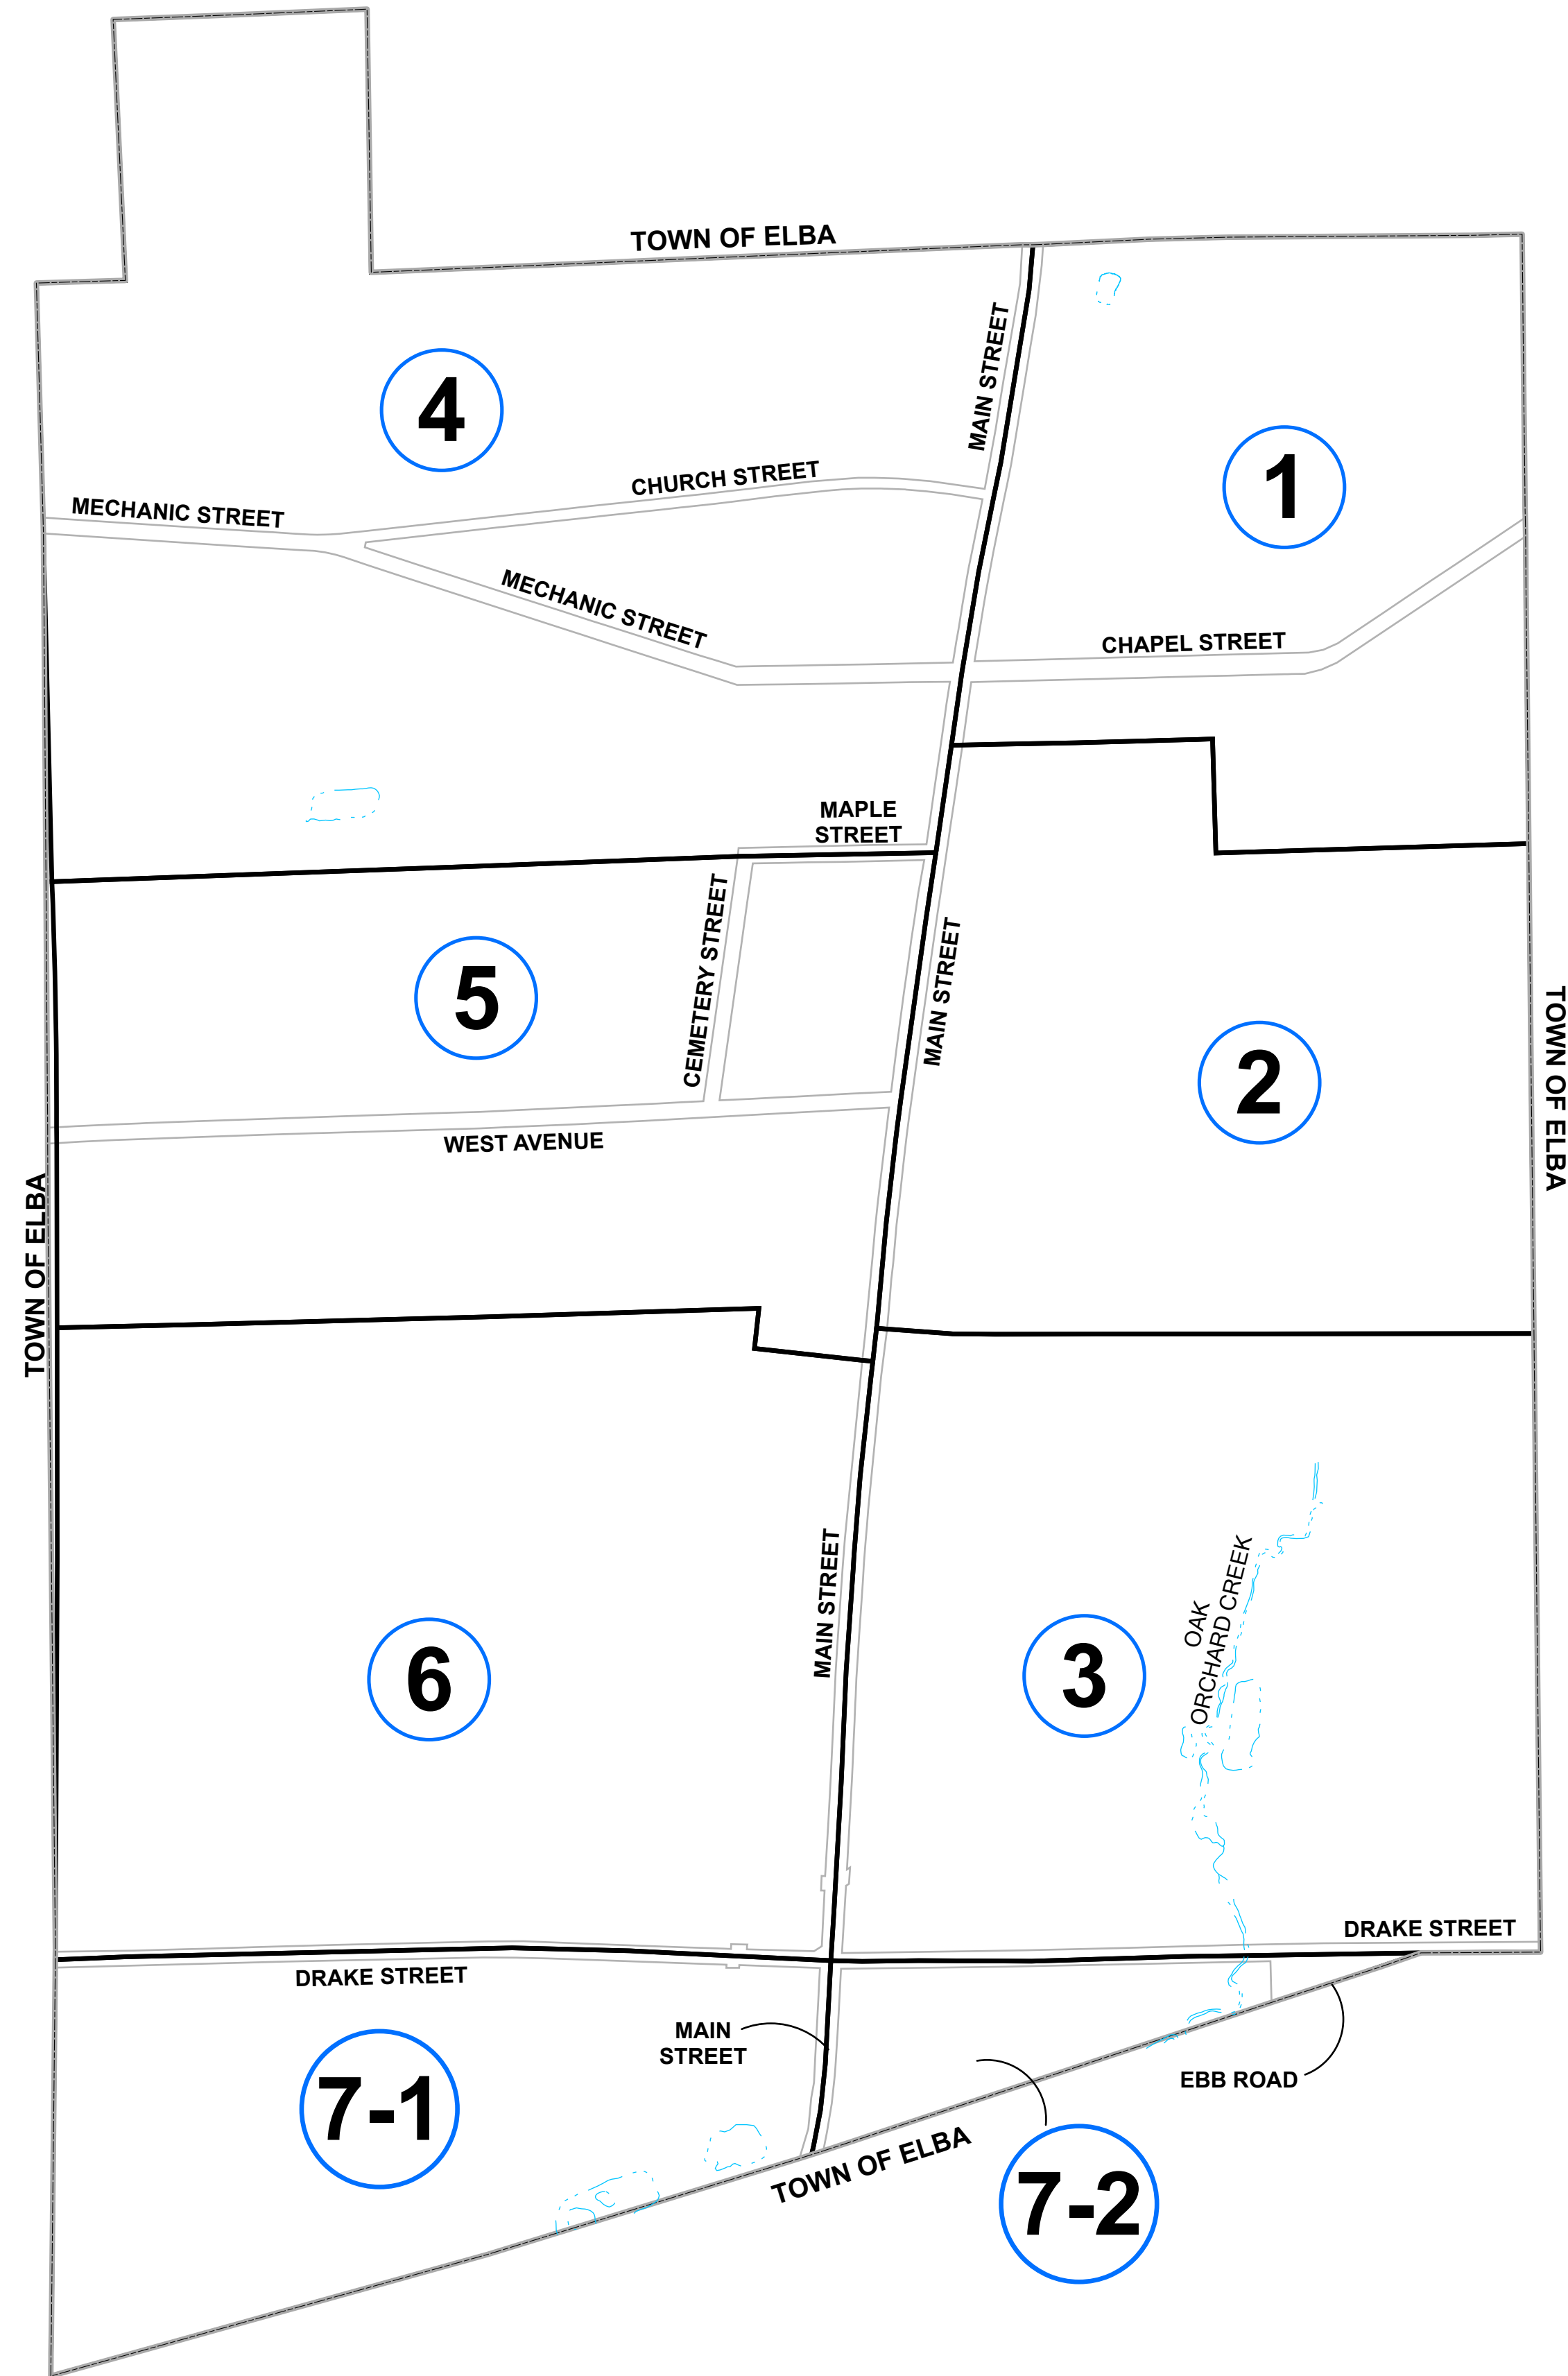 TOWN OF ELBA
MAIN STREET
4
1
CHURCH STREET
MECHANIC STREET
MECHANIC STREET
CHAPEL STREET
MAPLE
STREET
CEMETERY STREET
MAIN STREET
5
2
TOWN OF ELBA
WEST AVENUE
TOWN OF ELBA
MAIN STREET
OAK
ORCHARD CREEK
6
3
DRAKE STREET
DRAKE STREET
MAIN
STREET
EBB ROAD
7-1
TOWN OF ELBA
7-2